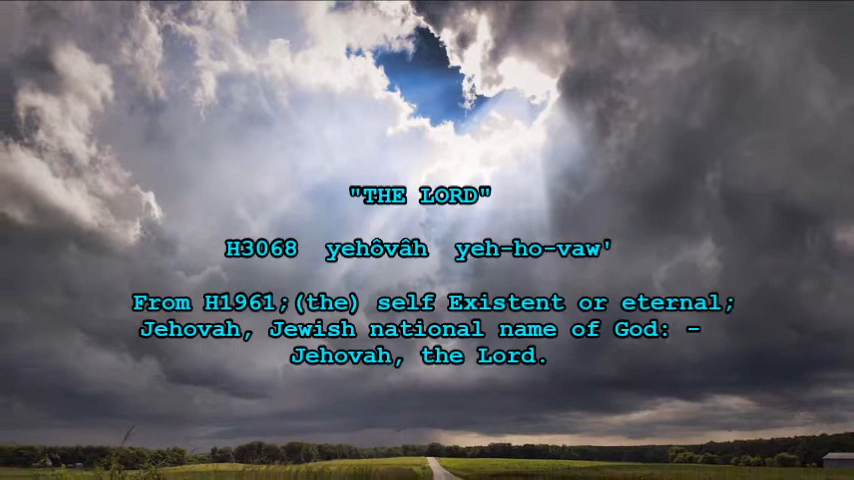 "THE LORD"
H3068 yehôvâh yeh-ho-vaw'
From H1961;(the) self Existent or eternal;
Jehovah, Jewish national name of God: -
Jehovah, the Lord.